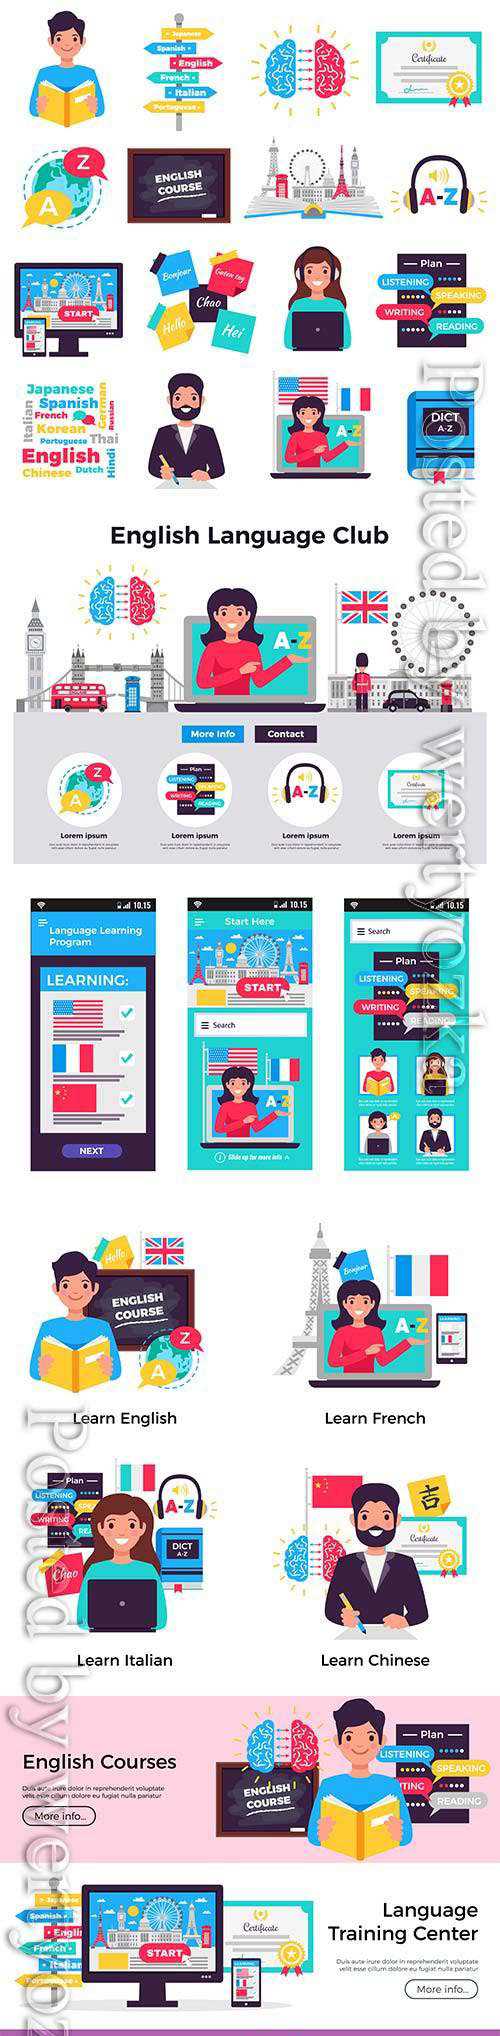 Japanese
Spanish
English
French
Italian
Portuguese
Certificate
Z
A
ENGLISH
COURSE
A-Z
START
Bonjour
Guten tag
Chao
Hello
Hei
Plan
LISTENING
SPEAKING
WRITING
READING
Japanese
Spanish
French
Korean
Portuguese
English
Chinese
Dutch
Italian
German
Russian
Thai
Hindi
A-Z
DICT
A-Z
English Language Club
A-Z
More Info
Contact
Z
A
Plan
LISTENING
SPEAKING
WRITING
READING
A-Z
Certificate
Lorem ipsum
Lorem ipsum
Lorem ipsum
Lorem ipsum
10.15
10.15
10.15
Language Learning
Program
LEARNING:
NEXT
Start Here
START
Search
A-Z
Slide up for more info
Search
Plan
LISTENING
SPEAKING
WRITING
READING
A
Hello
ENGLISH
COURSE
Z
A
Bonjour
A-Z
LEARNING:
Learn English
Learn French
Plan
LISTENING
WRITING
READING
Chao
A-Z
DICT
A-Z
吉
Certificate
Learn Italian
Learn Chinese
English Courses
Duis aute irure dolor in reprehenderit voluptate
velit esse cillum dolore eu fugiat nulla pariatur
More info...
ENGLISH
COURSE
Plan
LISTENING
SPEAKING
WRITING
READING
Japanese
Spanish
English
French
Italian
Portuguese
START
Certificate
LEARNING:
Language
Training Center
Duis aute irure dolor in reprehenderit voluptate
velit esse cillum dolore eu fugiat nulla pariatur
More info...
Posted by wertyozka